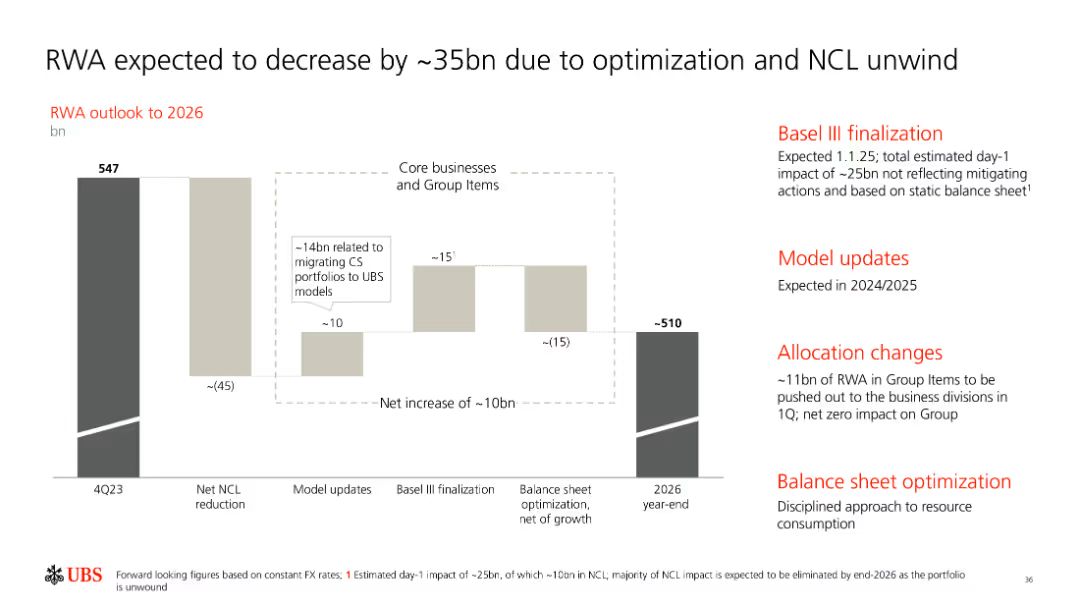 RWA expected to decrease by ~35bn due to optimization and NCL unwind
RWA outlook to 2026
bn
547
Core businesses
and Group Items
~14bn related to
migrating CS
portfolios to UBS
models
~15¹
~10
~510
~(15)
~(45)
Net increase of ~10bn
4Q23
Net NCL
reduction
Model updates
Basel III finalization
Balance sheet
optimization,
net of growth
2026
year-end
Basel III finalization
Expected 1.1.25; total estimated day-1
impact of ~25bn not reflecting mitigating
actions and based on static balance sheet¹
Model updates
Expected in 2024/2025
Allocation changes
~11bn of RWA in Group Items to be
pushed out to the business divisions in
1Q; net zero impact on Group
Balance sheet optimization
Disciplined approach to resource
consumption
UBS
Forward looking figures based on constant FX rates; 1 Estimated day-1 impact of ~25bn, of which ~10bn in NCL; majority of NCL impact is expected to be eliminated by end-2026 as the portfolio
is unwound
36